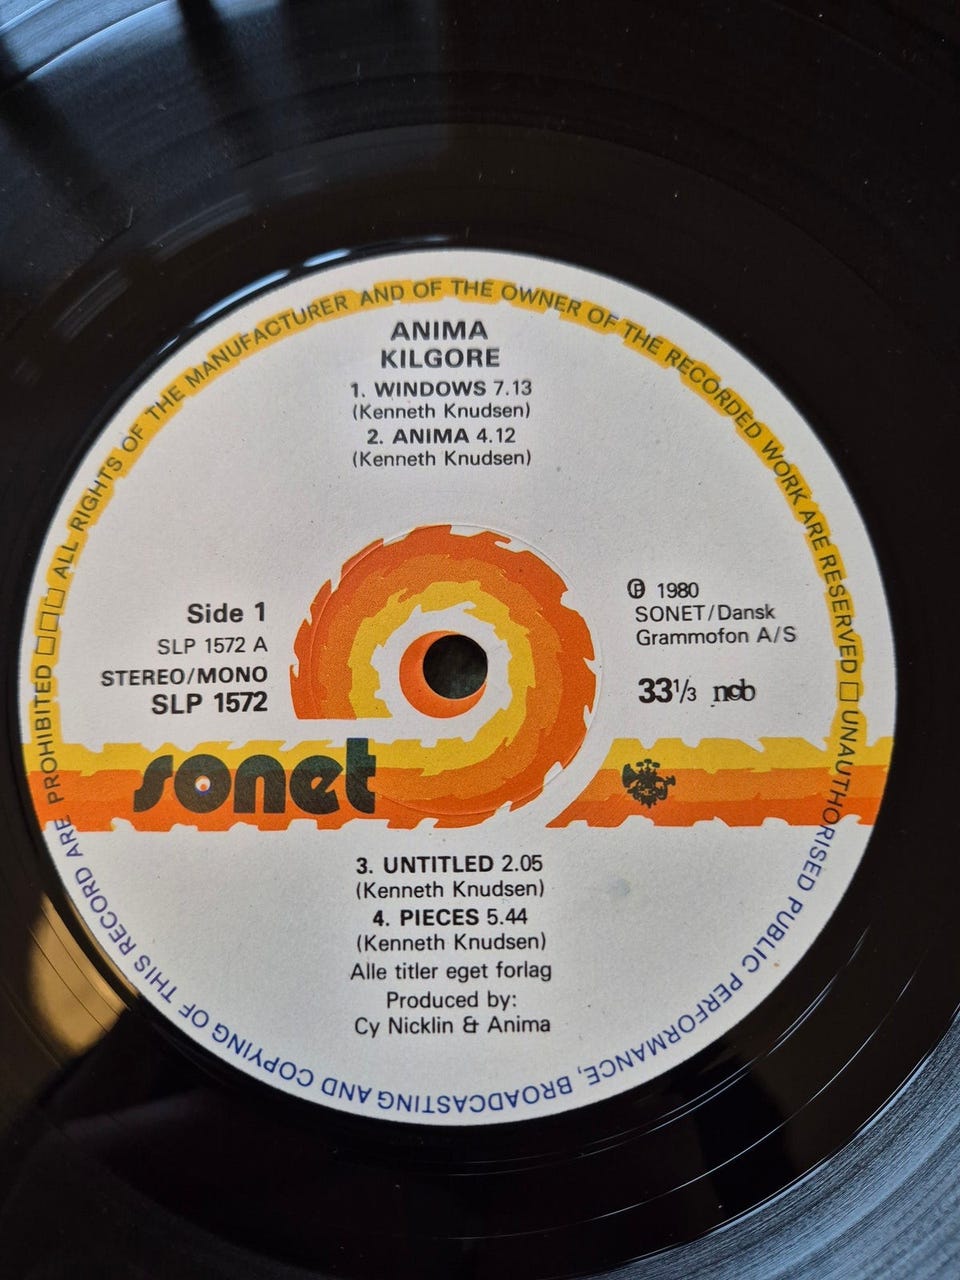 ANIMA
KILGORE
1. WINDOWS 7.13
(Kenneth Knudsen)
2. ANIMA 4.12
(Kenneth Knudsen)
Side 1
SLP 1572 A
STEREO/MONO
SLP 1572
Ⓟ 1980
SONET/Dansk
Grammofon A/S
33 1/3 ncb
sonet
3. UNTITLED 2.05
(Kenneth Knudsen)
4. PIECES 5.44
(Kenneth Knudsen)
Alle titler eget forlag
Produced by:
Cy Nicklin & Anima
ALL RIGHTS OF THE MANUFACTURER AND OF THE OWNER OF THE RECORDED WORK ARE RESERVED □ UNAUTHORISED PUBLIC PERFORMANCE, BROADCASTING AND COPYING OF THIS RECORD ARE PROHIBITED □□□